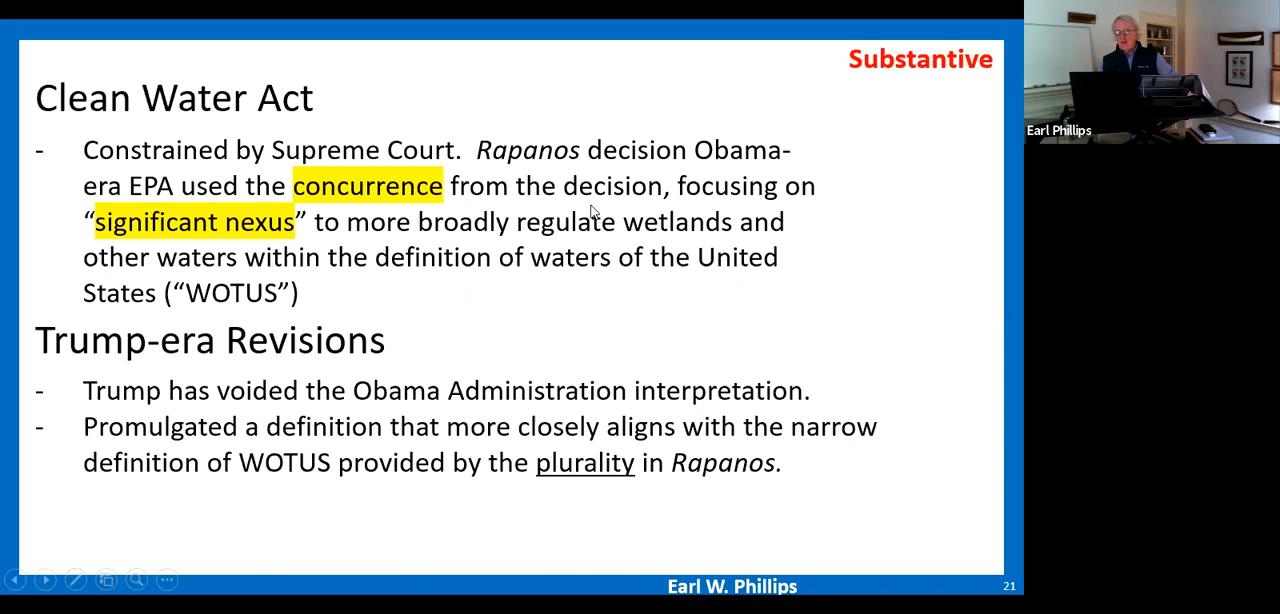 Substantive
Clean Water Act
- Constrained by Supreme Court. Rapanos decision Obama-
era EPA used the concurrence from the decision, focusing on
“significant nexus” to more broadly regulate wetlands and
other waters within the definition of waters of the United
States (“WOTUS”)
Trump-era Revisions
- Trump has voided the Obama Administration interpretation.
- Promulgated a definition that more closely aligns with the narrow
definition of WOTUS provided by the plurality in Rapanos.
Earl W. Phillips
21
Earl Phillips